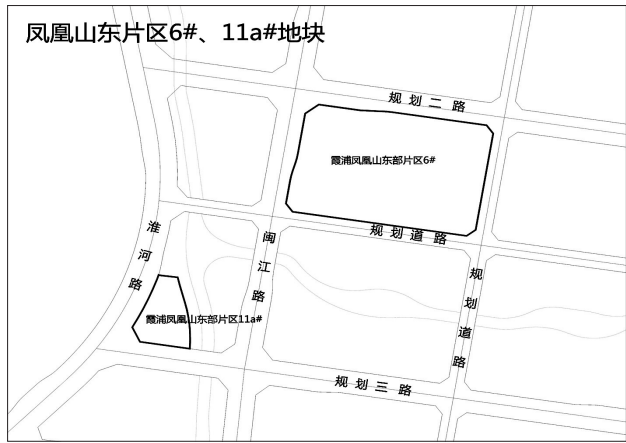 凤凰山东片区6#、11a#地块
规划二路
霞浦凤凰山东部片区6#
规划道路
淮河路
闽江路
规划道路
霞浦凤凰山东部片区11a#
规划三路